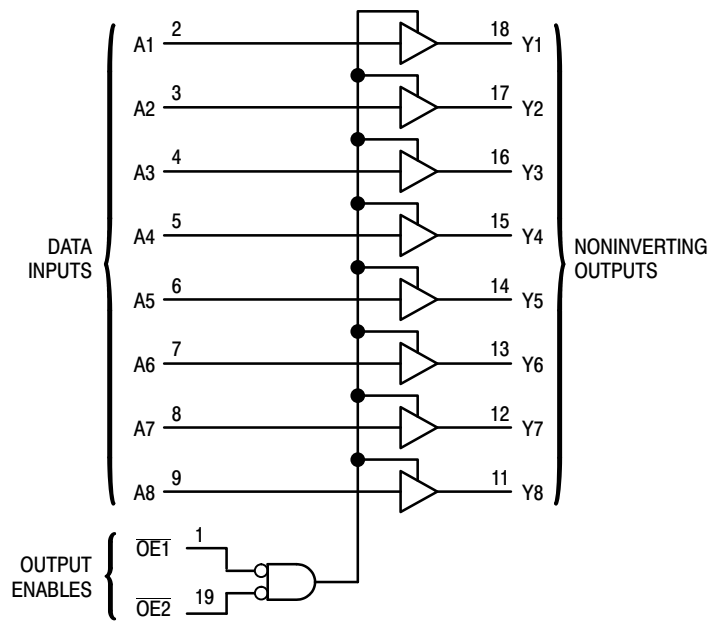 A1 2 18 Y1
A2 3 17 Y2
A3 4 16 Y3
A4 5 15 Y4
DATA
INPUTS
NONINVERTING
OUTPUTS
A5 6 14 Y5
A6 7 13 Y6
A7 8 12 Y7
A8 9 11 Y8
OUTPUT
ENABLES
O̅E̅1̅ 1
O̅E̅2̅ 19